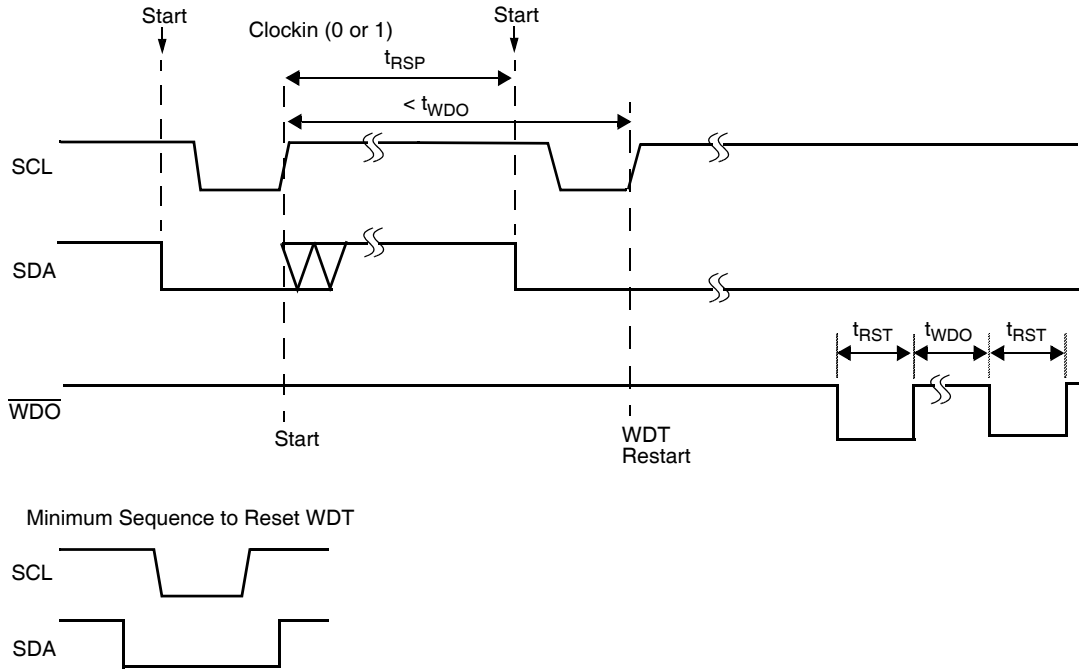 Start
Start
Clockin (0 or 1)
tRSP
< tWDO
SCL
SDA
tRST
tWDO
tRST
WDO
Start
WDT
Restart
Minimum Sequence to Reset WDT
SCL
SDA